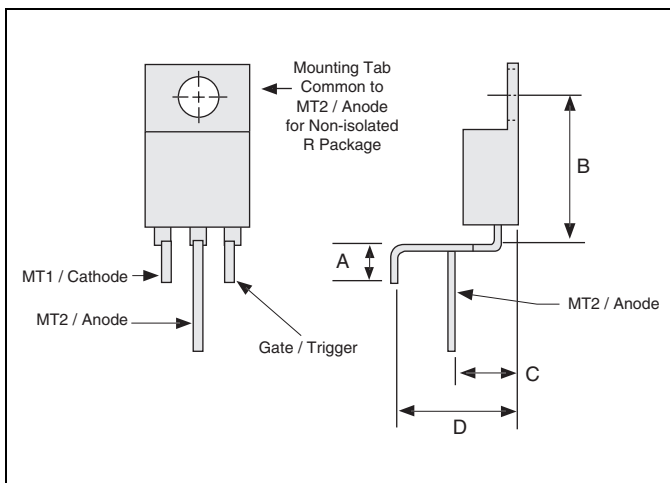 Mounting Tab
Common to
MT2 / Anode
for Non-isolated
R Package
MT1 / Cathode
MT2 / Anode
Gate / Trigger
A
B
MT2 / Anode
C
D